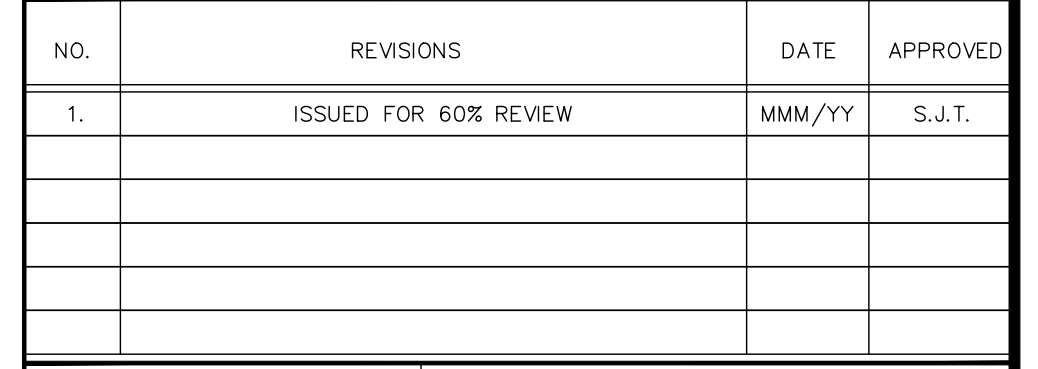 NO. REVISIONS DATE APPROVED
1. ISSUED FOR 60% REVIEW MMM/YY S.J.T.